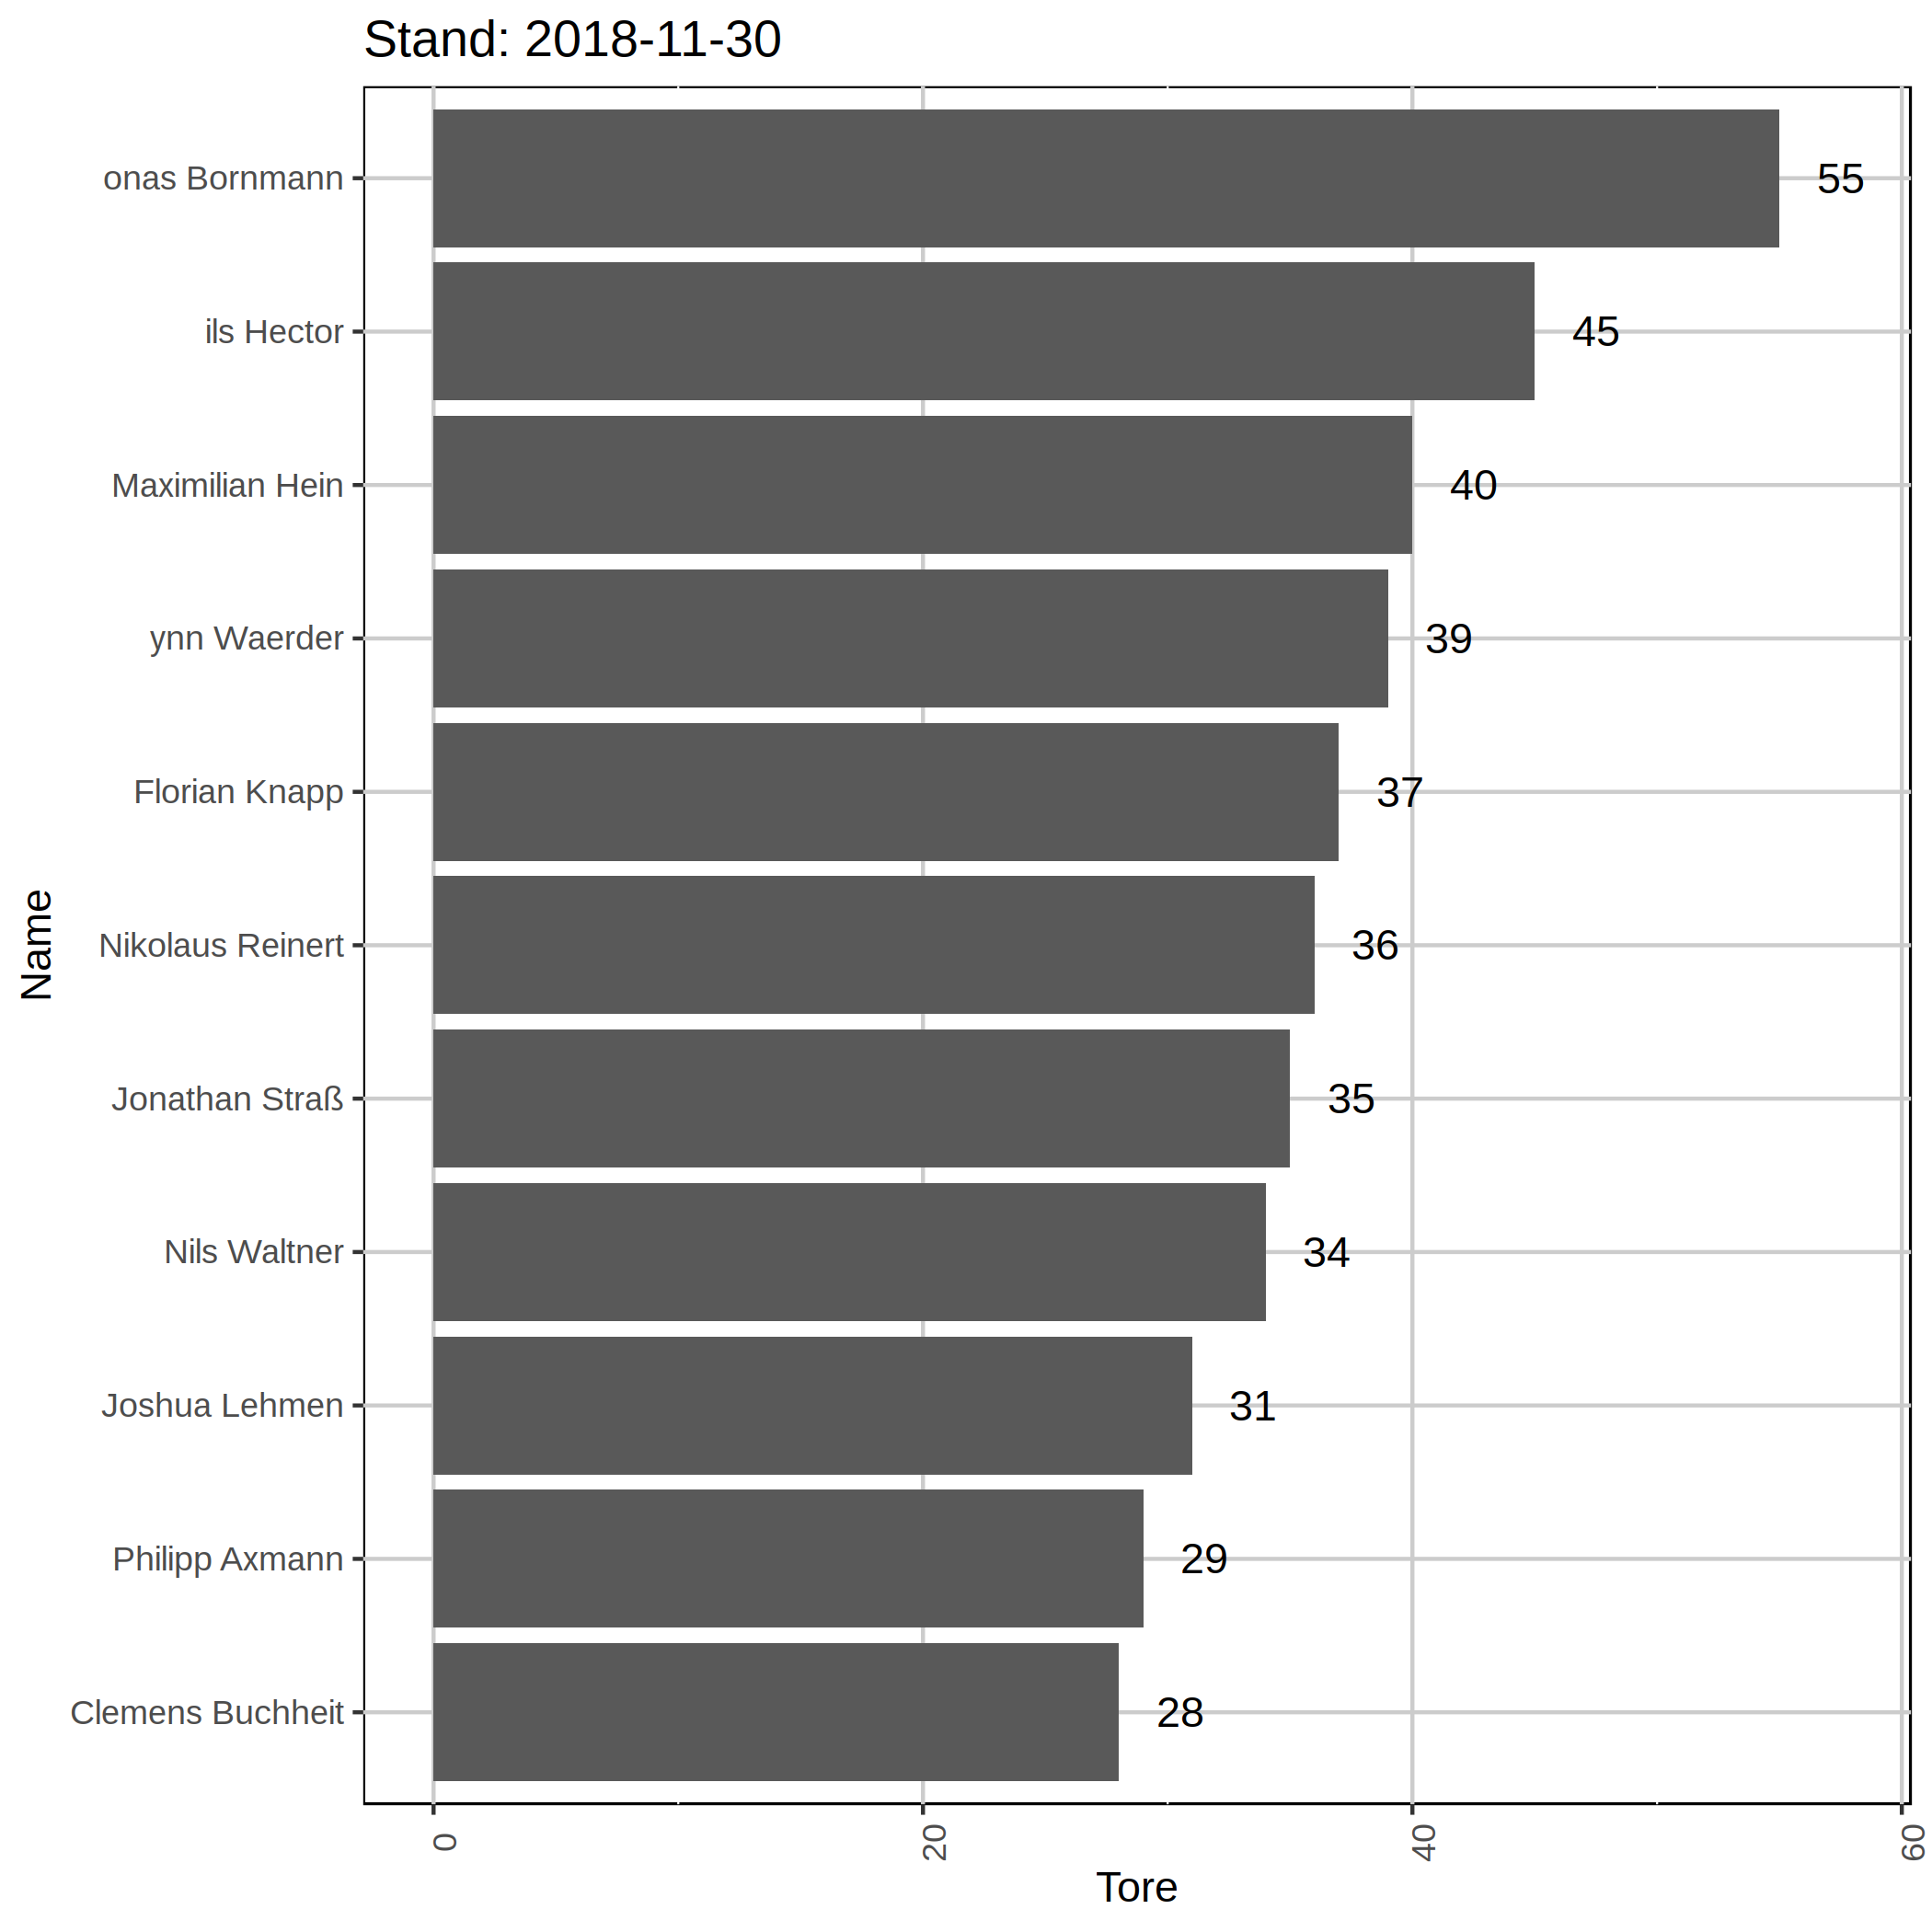 Stand: 2018-11-30
onas Bornmann 55
ils Hector 45
Maximilian Hein 40
ynn Waerder 39
Florian Knapp 37
Nikolaus Reinert 36
Jonathan Straß 35
Nils Waltner 34
Joshua Lehmen 31
Philipp Axmann 29
Clemens Buchheit 28
Name
0 20 40 60
Tore